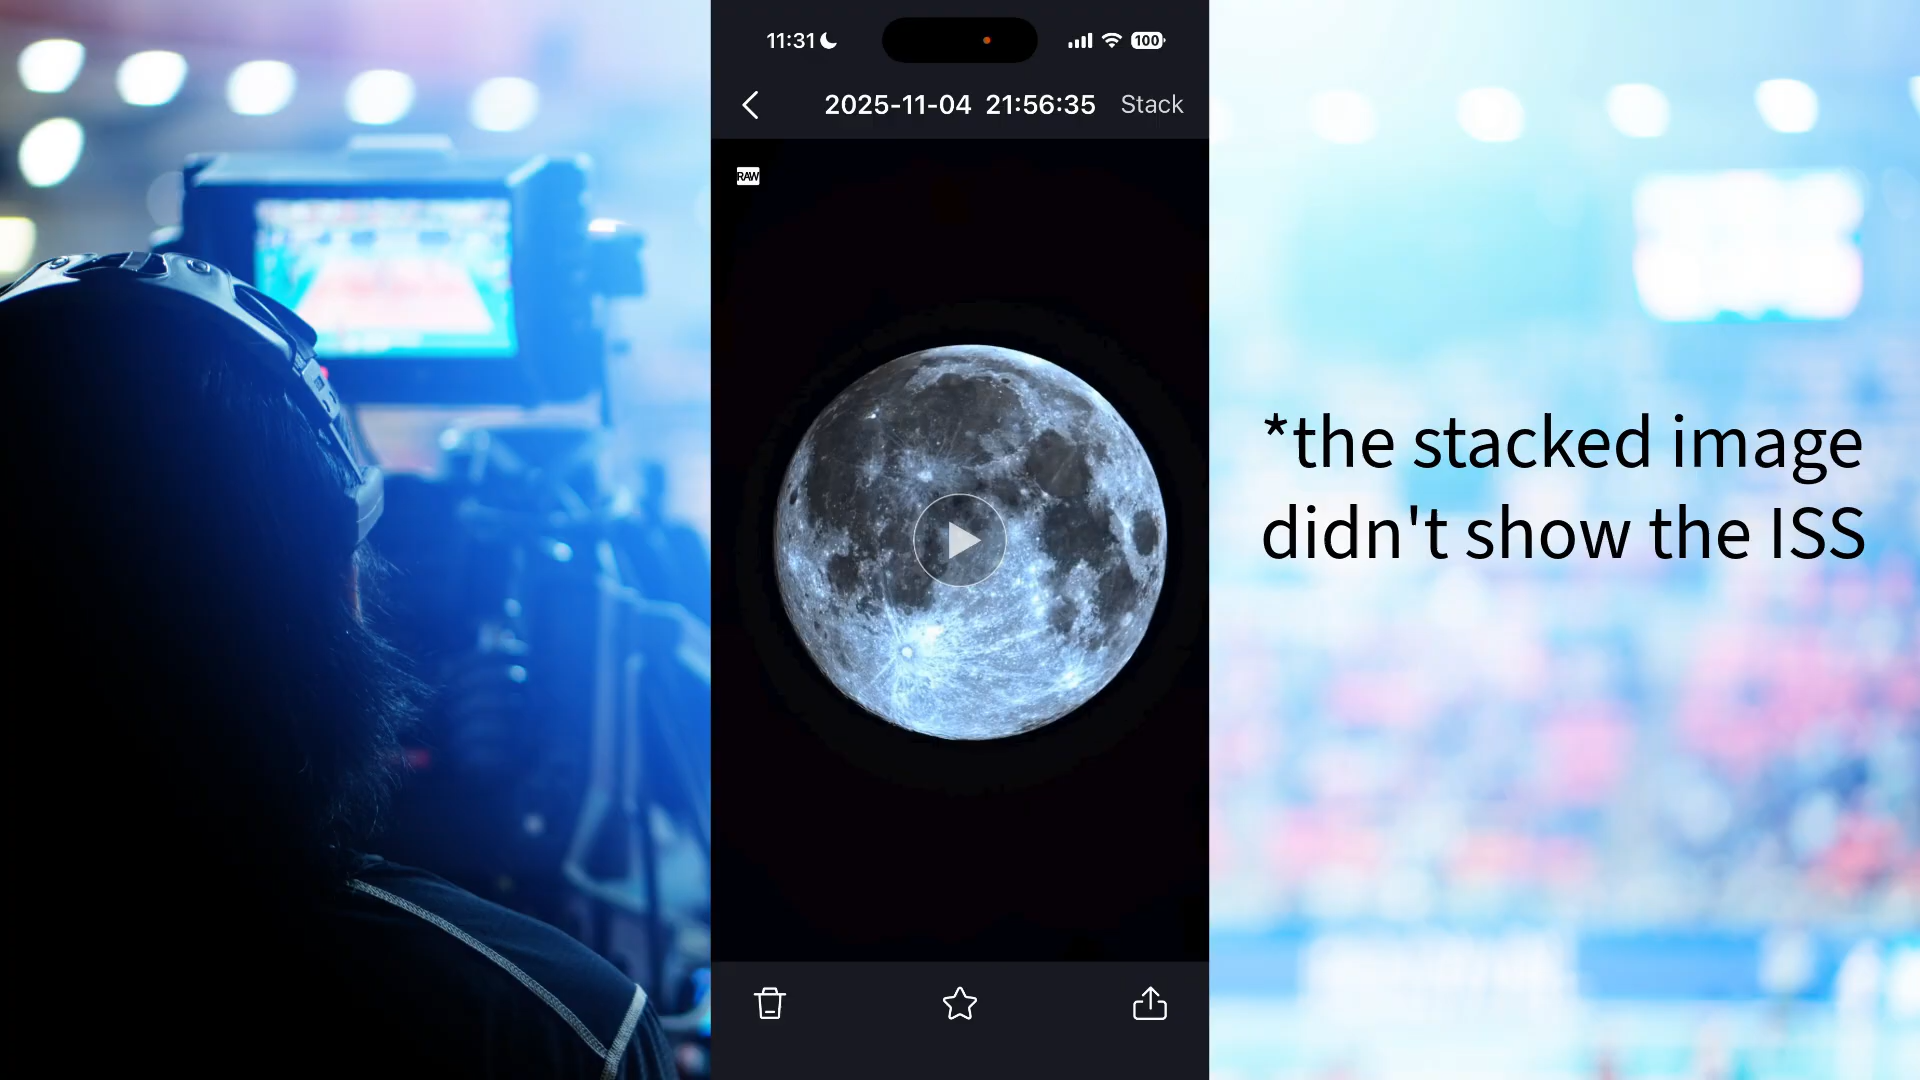 11:31
100
2025-11-04 21:56:35 Stack
RAW
*the stacked image
didn't show the ISS